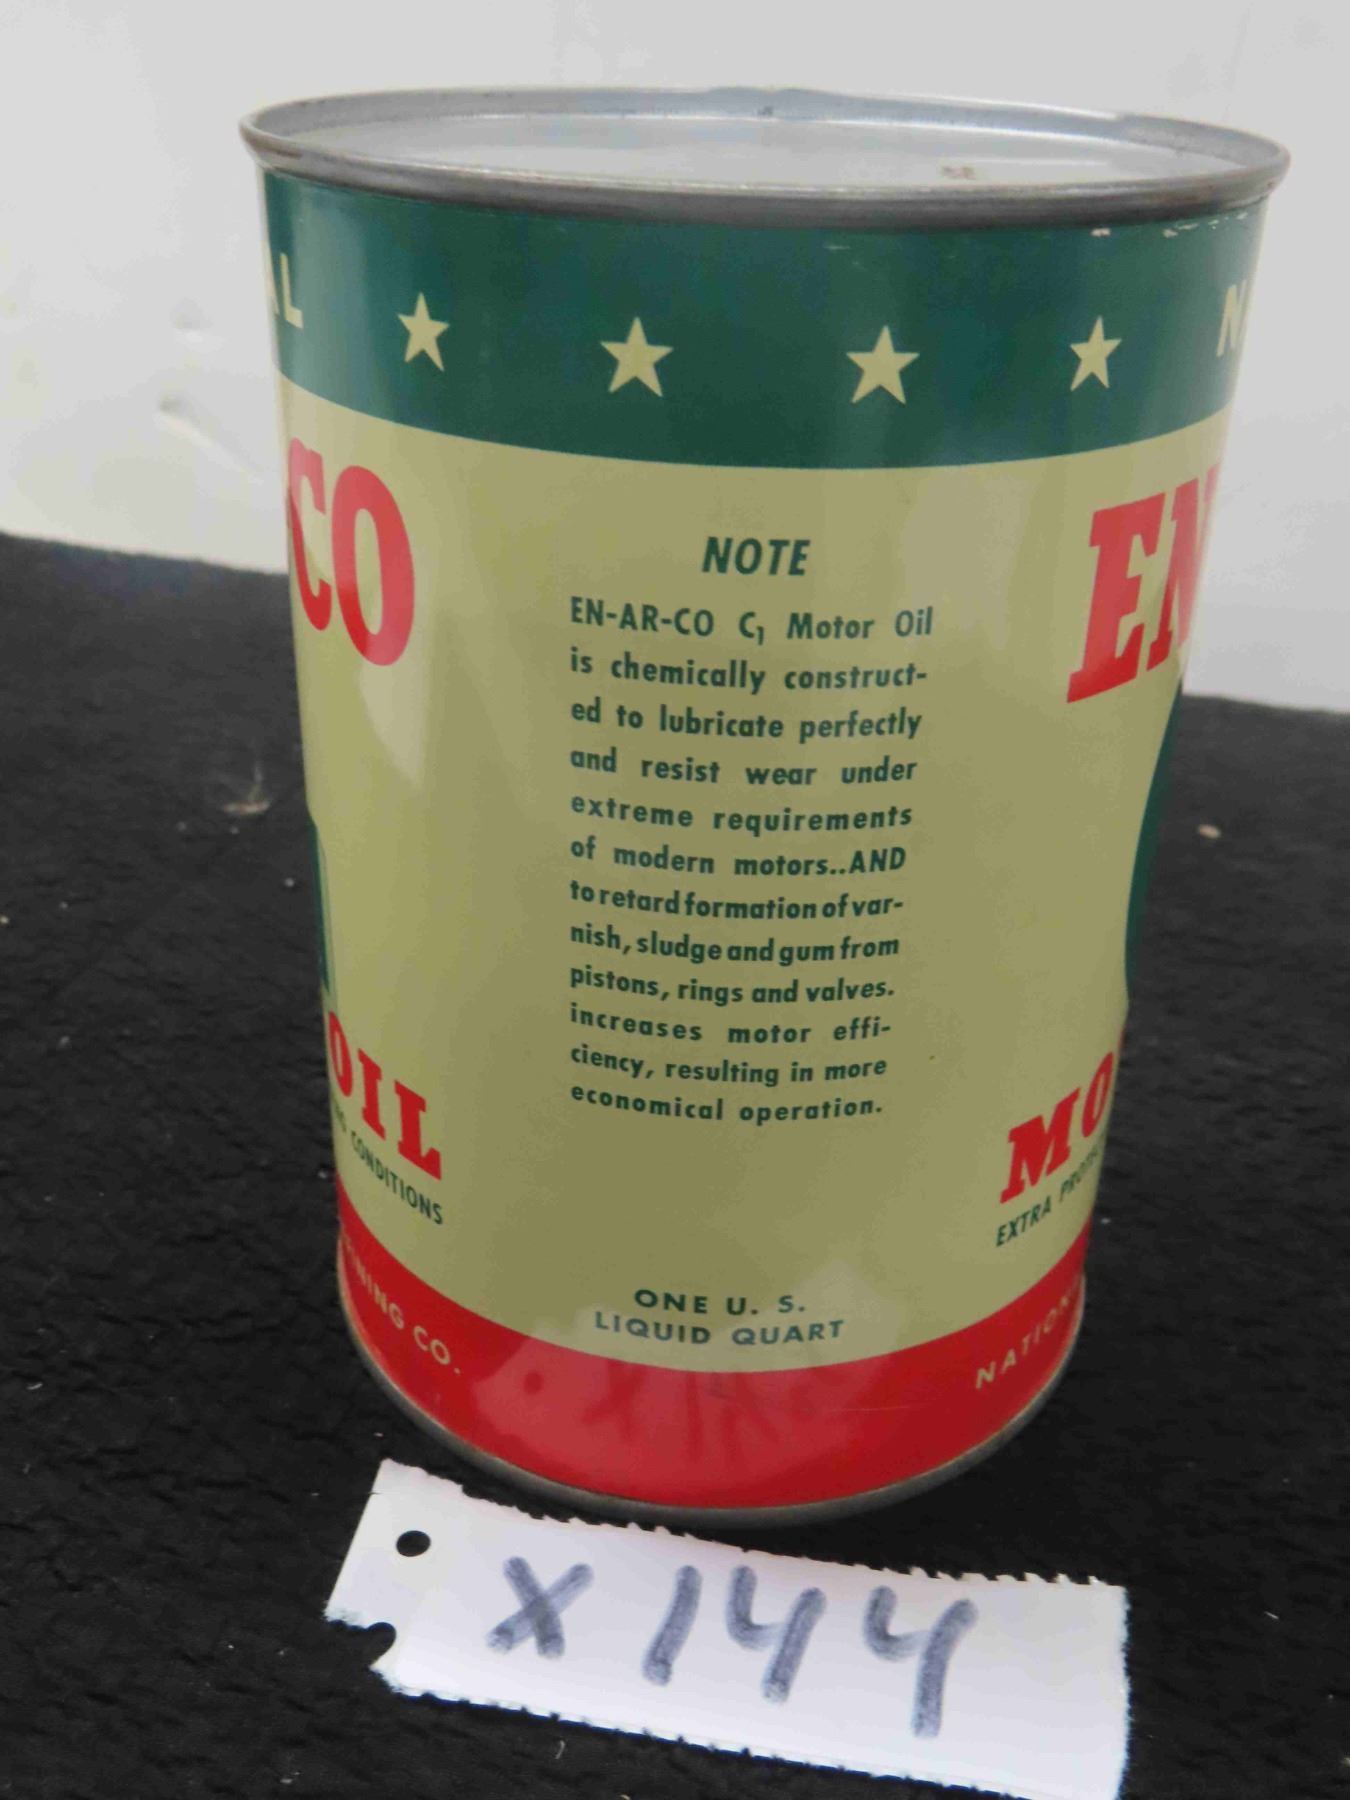 NOTE
EN-AR-CO C₁ Motor Oil
is chemically construct-
ed to lubricate perfectly
and resist wear under
extreme requirements
of modern motors..AND
to retard formation of var-
nish, sludge and gum from
pistons, rings and valves.
increases motor effi-
ciency, resulting in more
economical operation.
ONE U. S.
LIQUID QUART
CO
EN
OIL
MO
CONDITIONS
EXTRA
CO.
X144